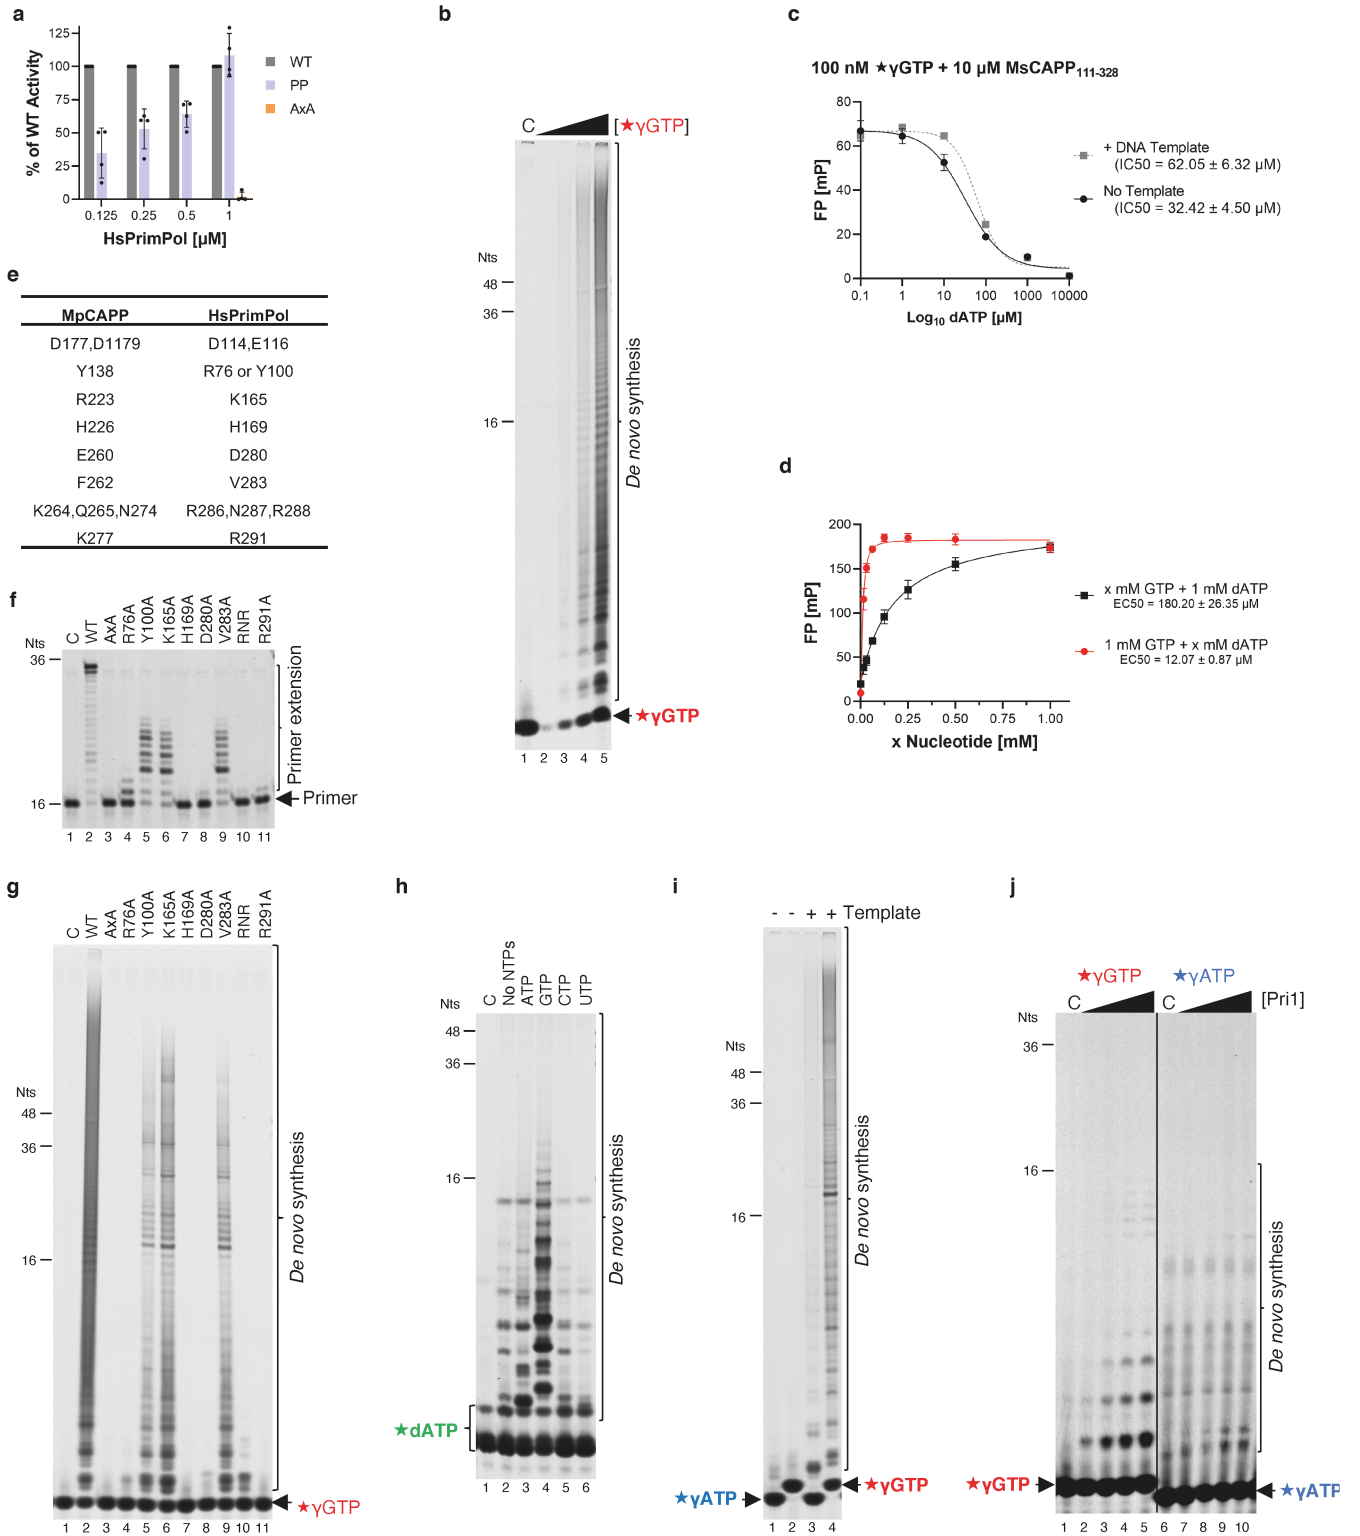 a
125
100
75
50
25
0
% of WT Activity
0.125 0.25 0.5 1
HsPrimPol [µM]
WT
PP
AxA
b
C [★γGTP]
Nts
48
36
16
De novo synthesis
★γGTP
1 2 3 4 5
c
100 nM ★γGTP + 10 µM MsCAPP111-328
80
60
40
20
0
FP [mP]
0.1 1 10 100 1000 10000
Log10 dATP [µM]
+ DNA Template
(IC50 = 62.05 ± 6.32 µM)
No Template
(IC50 = 32.42 ± 4.50 µM)
d
200
150
100
50
0
FP [mP]
0.00 0.25 0.50 0.75 1.00
x Nucleotide [mM]
x mM GTP + 1 mM dATP
EC50 = 180.20 ± 26.35 µM
1 mM GTP + x mM dATP
EC50 = 12.07 ± 0.87 µM
e
MpCAPP HsPrimPol
D177,D1179 D114,E116
Y138 R76 or Y100
R223 K165
H226 H169
E260 D280
F262 V283
K264,Q265,N274 R286,N287,R288
K277 R291
f
C WT AxA R76A Y100A K165A H169A D280A V283A RNR R291A
Nts
36
16
Primer extension
Primer
1 2 3 4 5 6 7 8 9 10 11
g
C WT AxA R76A Y100A K165A H169A D280A V283A RNR R291A
Nts
48
36
16
De novo synthesis
★γGTP
1 2 3 4 5 6 7 8 9 10 11
h
C No NTPs ATP GTP CTP UTP
Nts
48
36
16
De novo synthesis
★dATP
1 2 3 4 5 6
i
- - + + Template
Nts
48
36
16
De novo synthesis
★γATP
★γGTP
1 2 3 4
j
★γGTP ★γATP
C C [Pri1]
Nts
36
16
De novo synthesis
★γGTP
★γATP
1 2 3 4 5 6 7 8 9 10